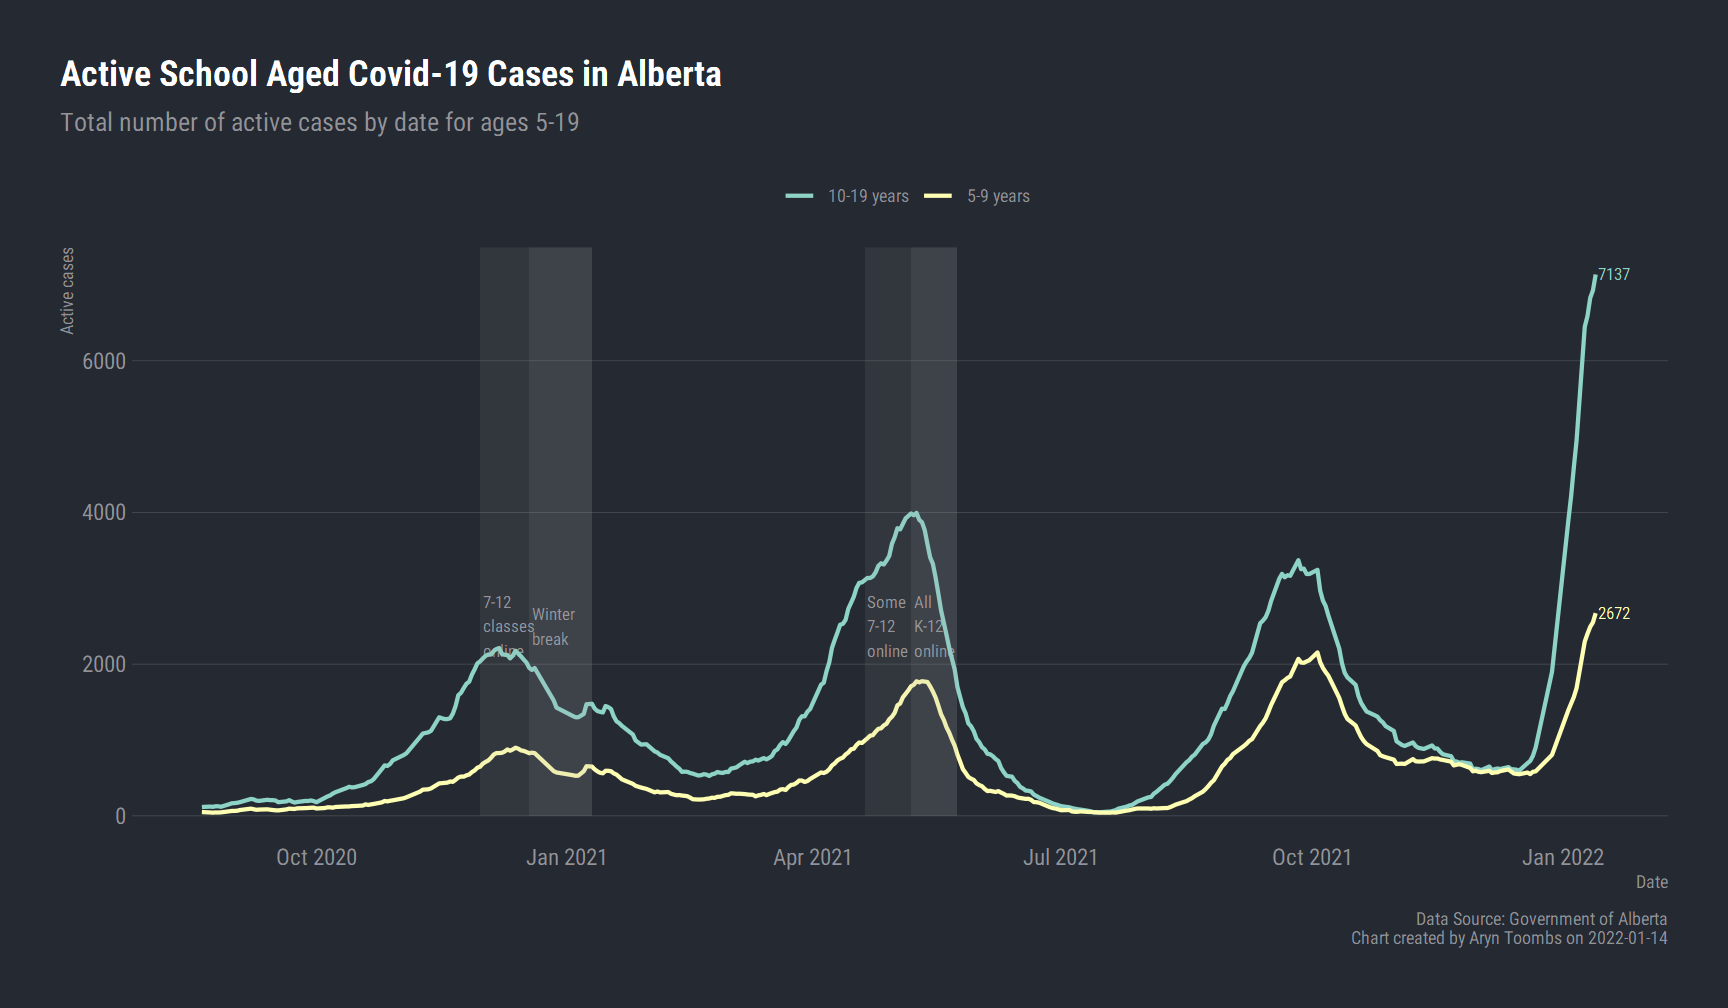 Active School Aged Covid-19 Cases in Alberta
Total number of active cases by date for ages 5-19
10-19 years
5-9 years
Active cases
7137
6000
4000
7-12
classes
online
Winter
break
Some
7-12
online
All
K-12
online
2672
2000
0
Oct 2020
Jan 2021
Apr 2021
Jul 2021
Oct 2021
Jan 2022
Date
Data Source: Government of Alberta
Chart created by Aryn Toombs on 2022-01-14